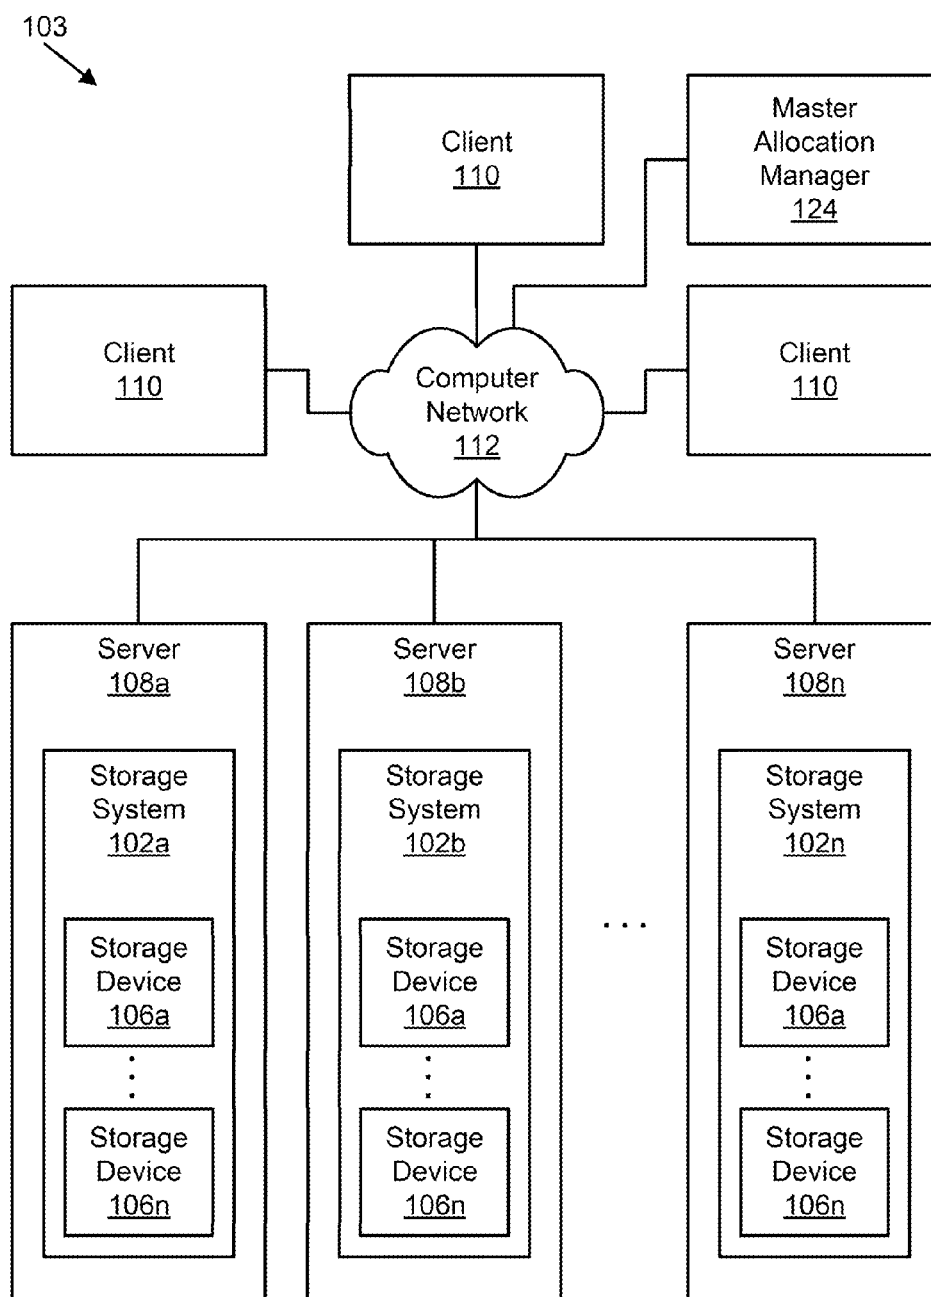 103
Client
110
Master
Allocation
Manager
124
Client
110
Computer
Network
112
Client
110
Server
108a
Storage
System
102a
Storage
Device
106a
Storage
Device
106n
Server
108b
Storage
System
102b
Storage
Device
106a
Storage
Device
106n
. . .
Server
108n
Storage
System
102n
Storage
Device
106a
Storage
Device
106n